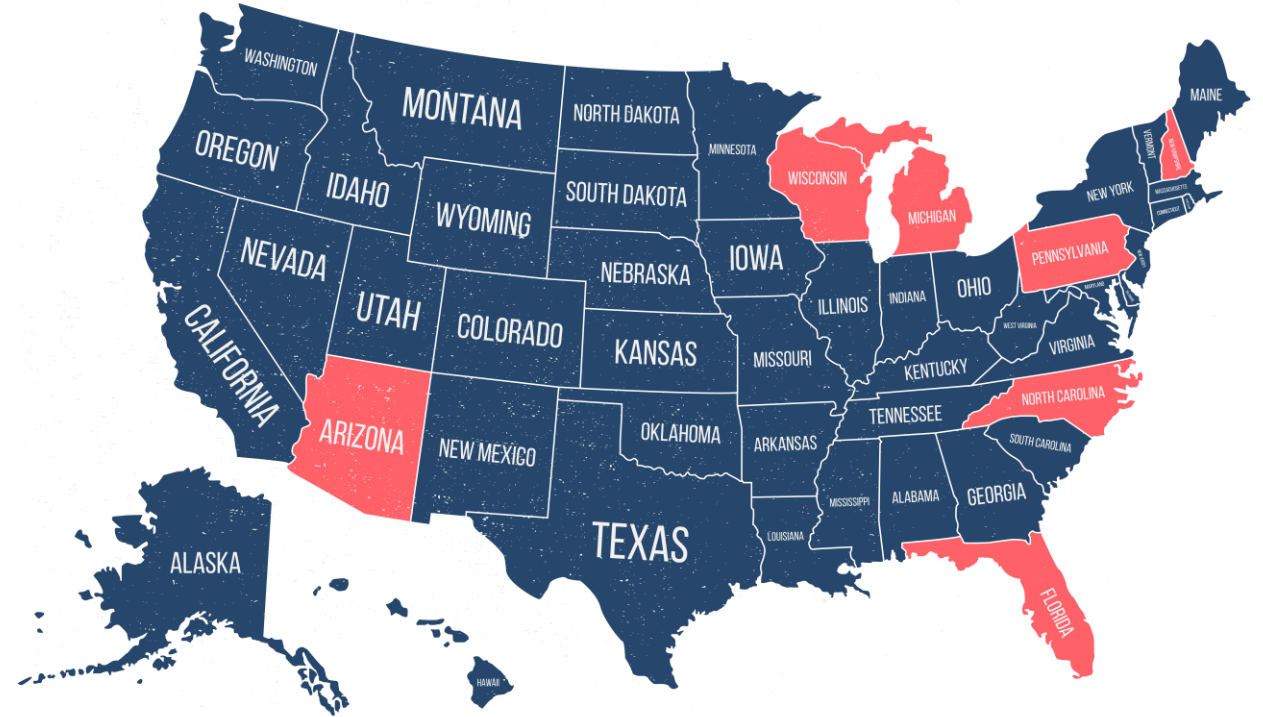 WASHINGTON
MONTANA
NORTH DAKOTA
MINNESOTA
MAINE
OREGON
IDAHO
WYOMING
SOUTH DAKOTA
WISCONSIN
MICHIGAN
VERMONT
NEW HAMPSHIRE
NEW YORK
MASSACHUSETTS
CONNECTICUT
NEVADA
UTAH
COLORADO
NEBRASKA
IOWA
ILLINOIS
INDIANA
OHIO
PENNSYLVANIA
NEW JERSEY
MARYLAND
CALIFORNIA
KANSAS
MISSOURI
KENTUCKY
WEST VIRGINIA
VIRGINIA
ARIZONA
NEW MEXICO
OKLAHOMA
ARKANSAS
TENNESSEE
NORTH CAROLINA
SOUTH CAROLINA
TEXAS
LOUISIANA
MISSISSIPPI
ALABAMA
GEORGIA
FLORIDA
ALASKA
HAWAII